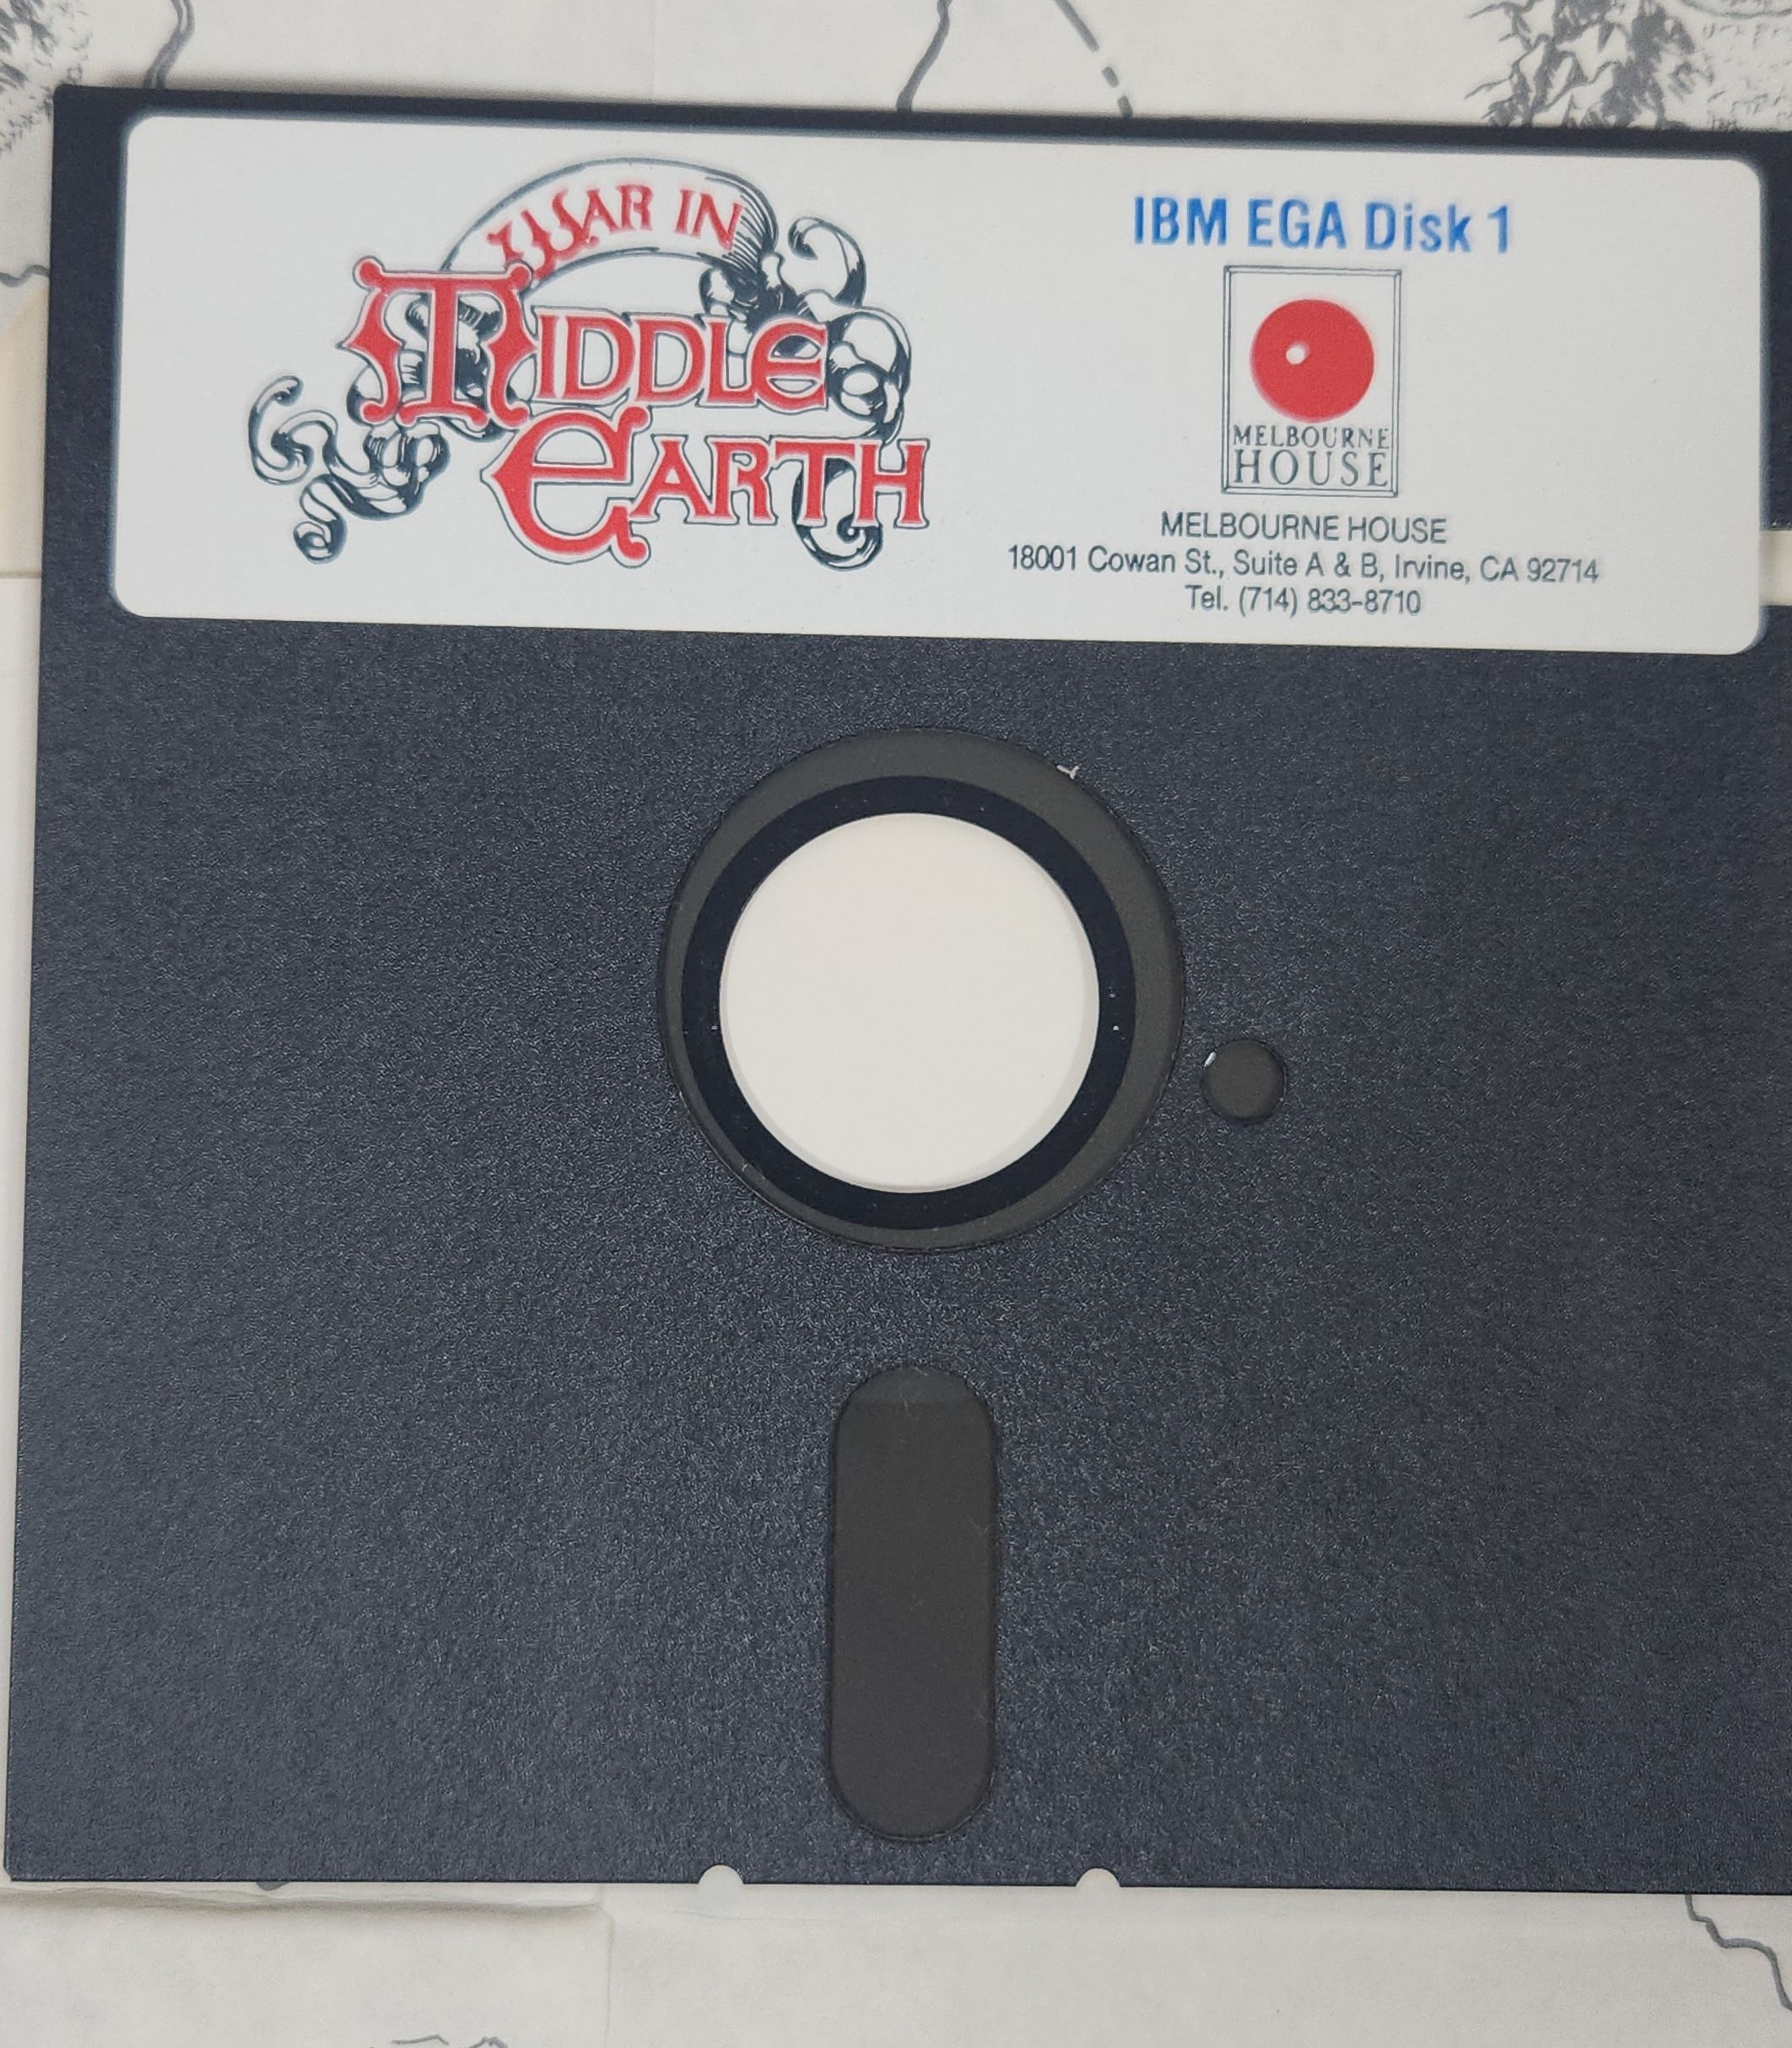 WAR IN
MIDDLE
EARTH
IBM EGA Disk 1
MELBOURNE
HOUSE
MELBOURNE HOUSE
18001 Cowan St., Suite A & B, Irvine, CA 92714
Tel. (714) 833-8710